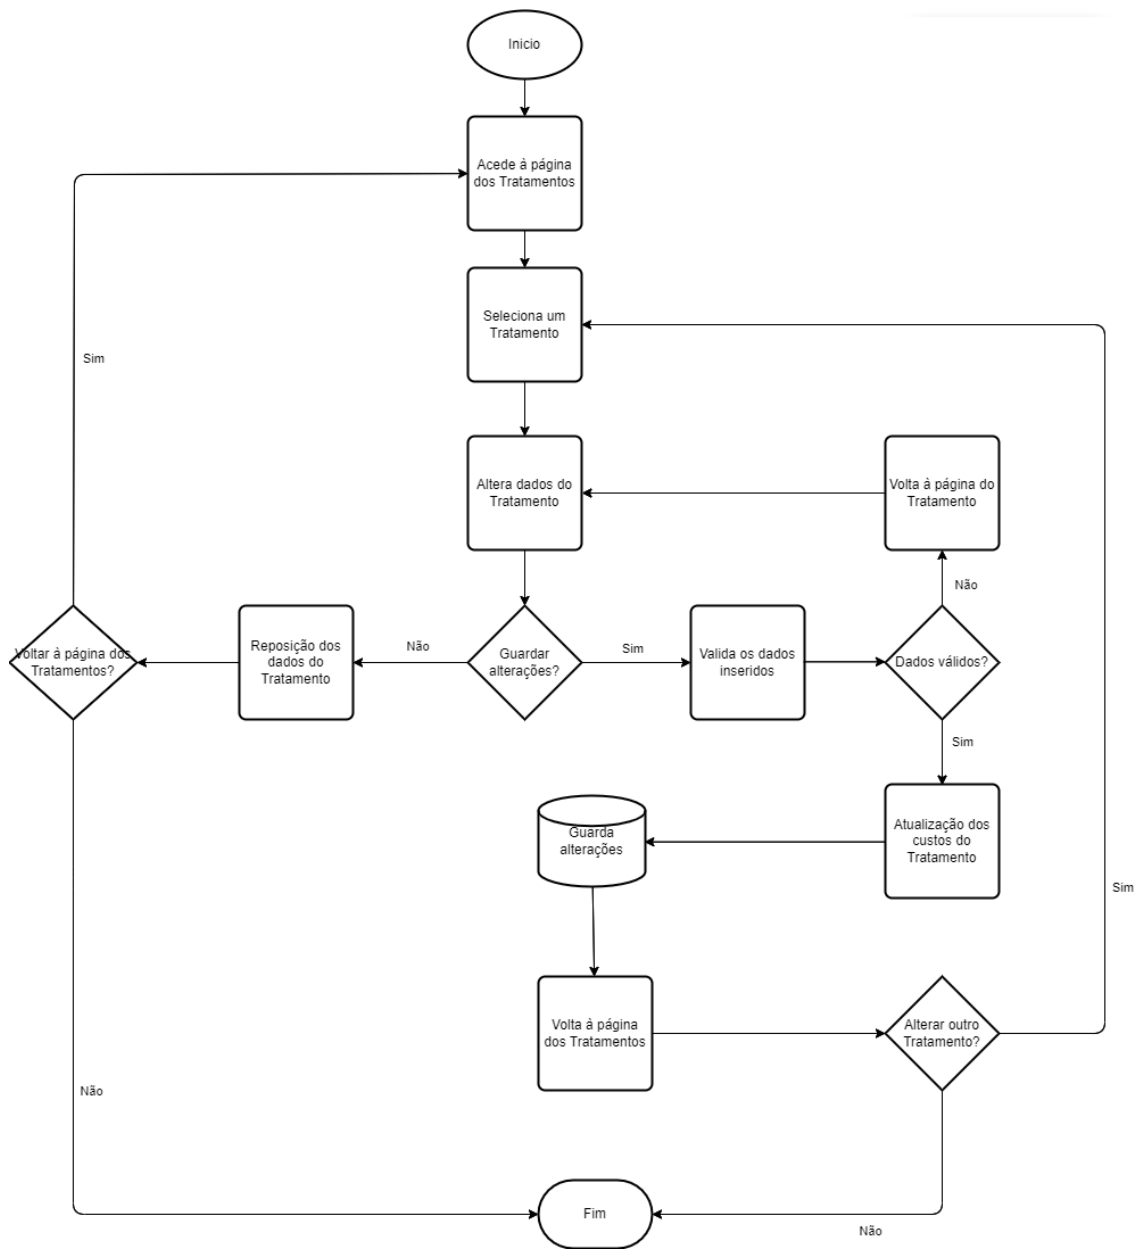 Inicio
Acede à página
dos Tratamentos
Seleciona um
Tratamento
Sim
Altera dados do
Tratamento
Volta à página do
Tratamento
Não
Voltar à página dos
Tratamentos?
Reposição dos
dados do
Tratamento
Não
Guardar
alterações?
Sim
Valida os dados
inseridos
Dados válidos?
Sim
Guarda
alterações
Atualização dos
custos do
Tratamento
Sim
Volta à página
dos Tratamentos
Alterar outro
Tratamento?
Não
Fim
Não